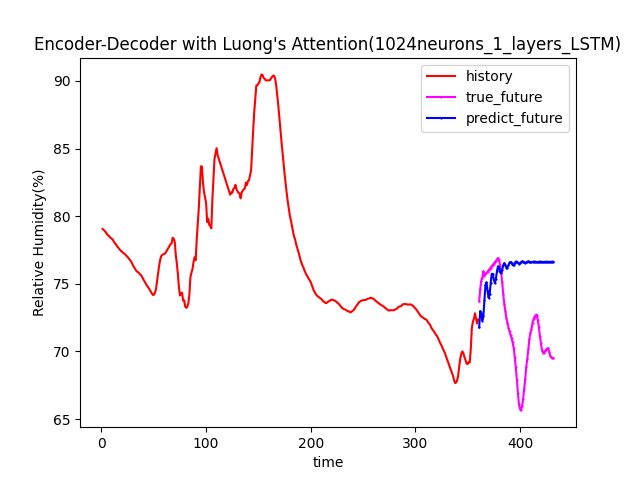 Encoder-Decoder with Luong's Attention(1024neurons_1_layers_LSTM)
history
true_future
predict_future
90
85
80
75
70
65
Relative Humidity(%)
0 100 200 300 400
time